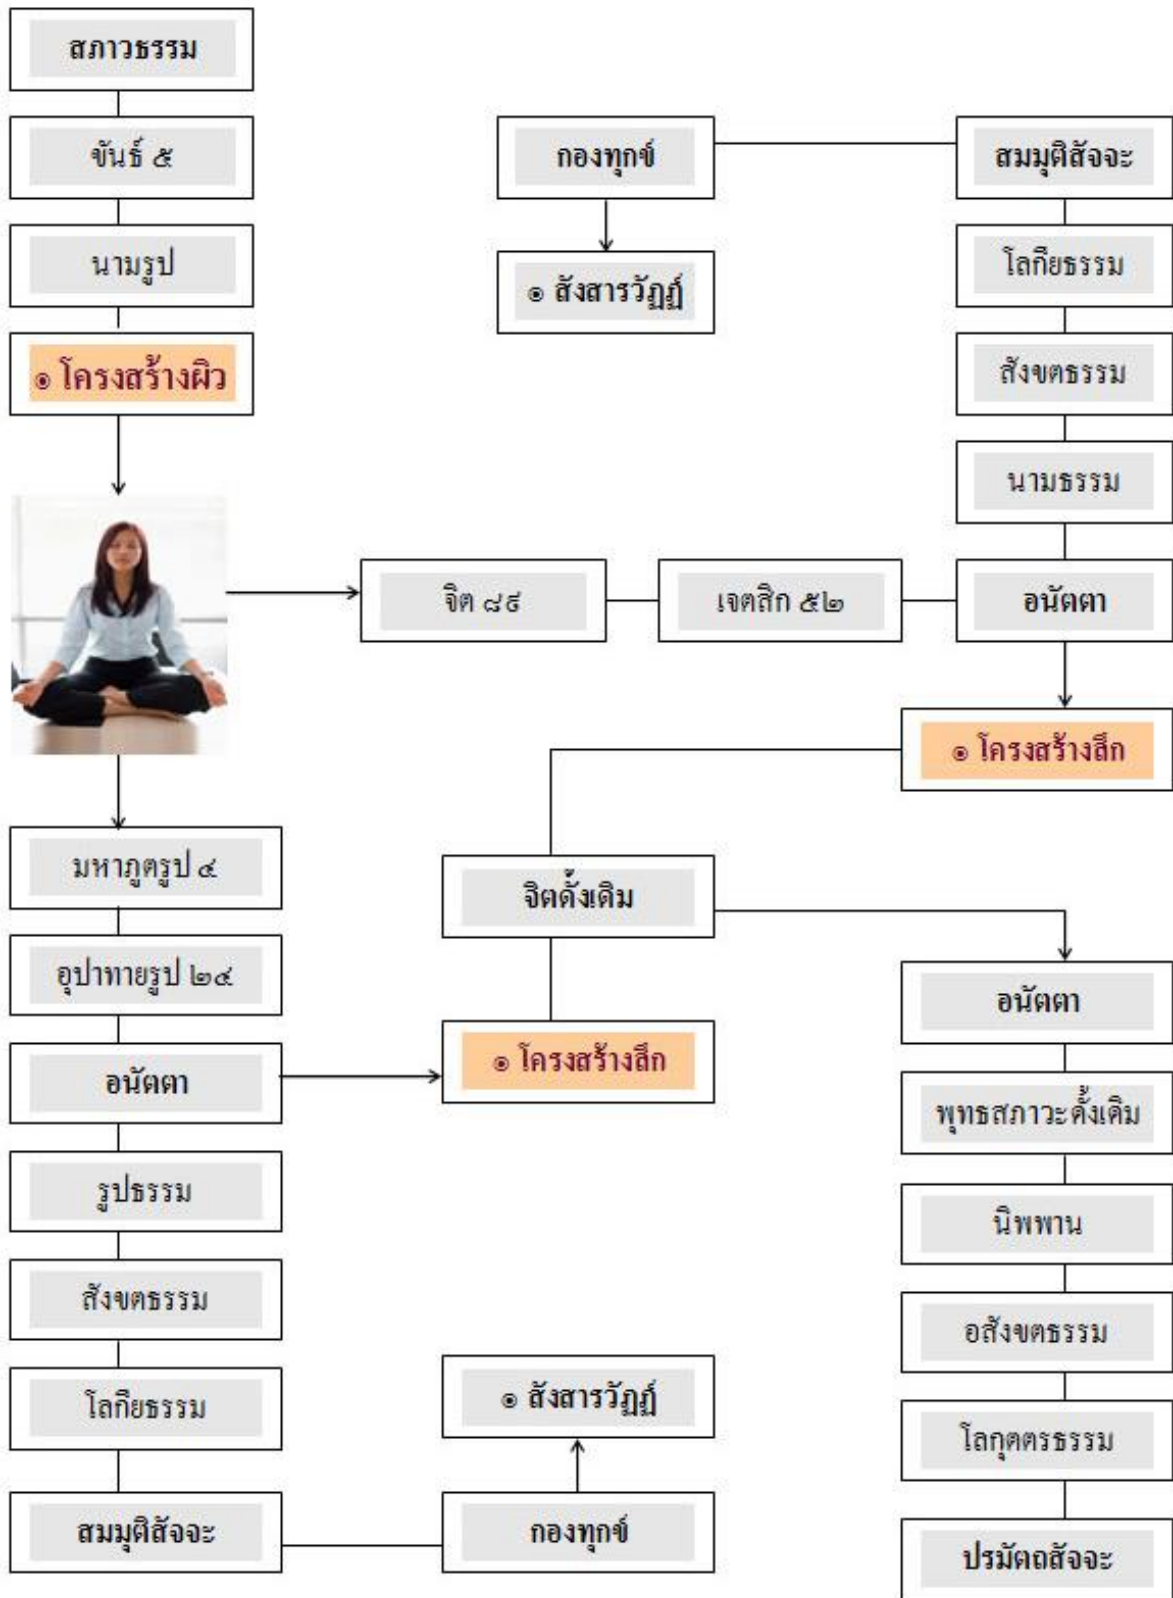 สภาวธรรม
ขันธ์ ๕
นามรูป
๏ โครงสร้างผิว
กองทุกข์
๏ สังสารวัฏฏ์
สมมุติสัจจะ
โลกียธรรม
สังขตธรรม
นามธรรม
จิต ๘๙
เจตสิก ๕๒
อนัตตา
๏ โครงสร้างลึก
มหาภูตรูป ๔
อุปาทายรูป ๒๔
อนัตตา
รูปธรรม
สังขตธรรม
โลกียธรรม
สมมุติสัจจะ
จิตดั้งเดิม
๏ โครงสร้างลึก
๏ สังสารวัฏฏ์
กองทุกข์
อนัตตา
พุทธสภาวะดั้งเดิม
นิพพาน
อสังขตธรรม
โลกุตตรธรรม
ปรมัตถสัจจะ